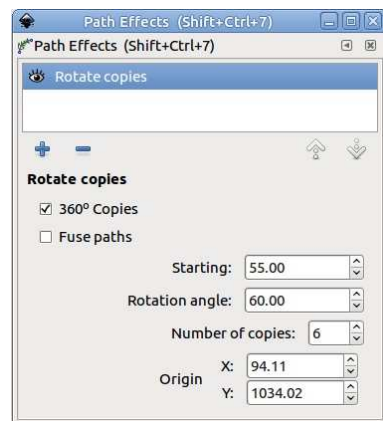 Path Effects (Shift+Ctrl+7)
Path Effects (Shift+Ctrl+7)
Rotate copies
Rotate copies
360º Copies
Fuse paths
Starting: 55.00
Rotation angle: 60.00
Number of copies: 6
Origin X: 94.11
Y: 1034.02